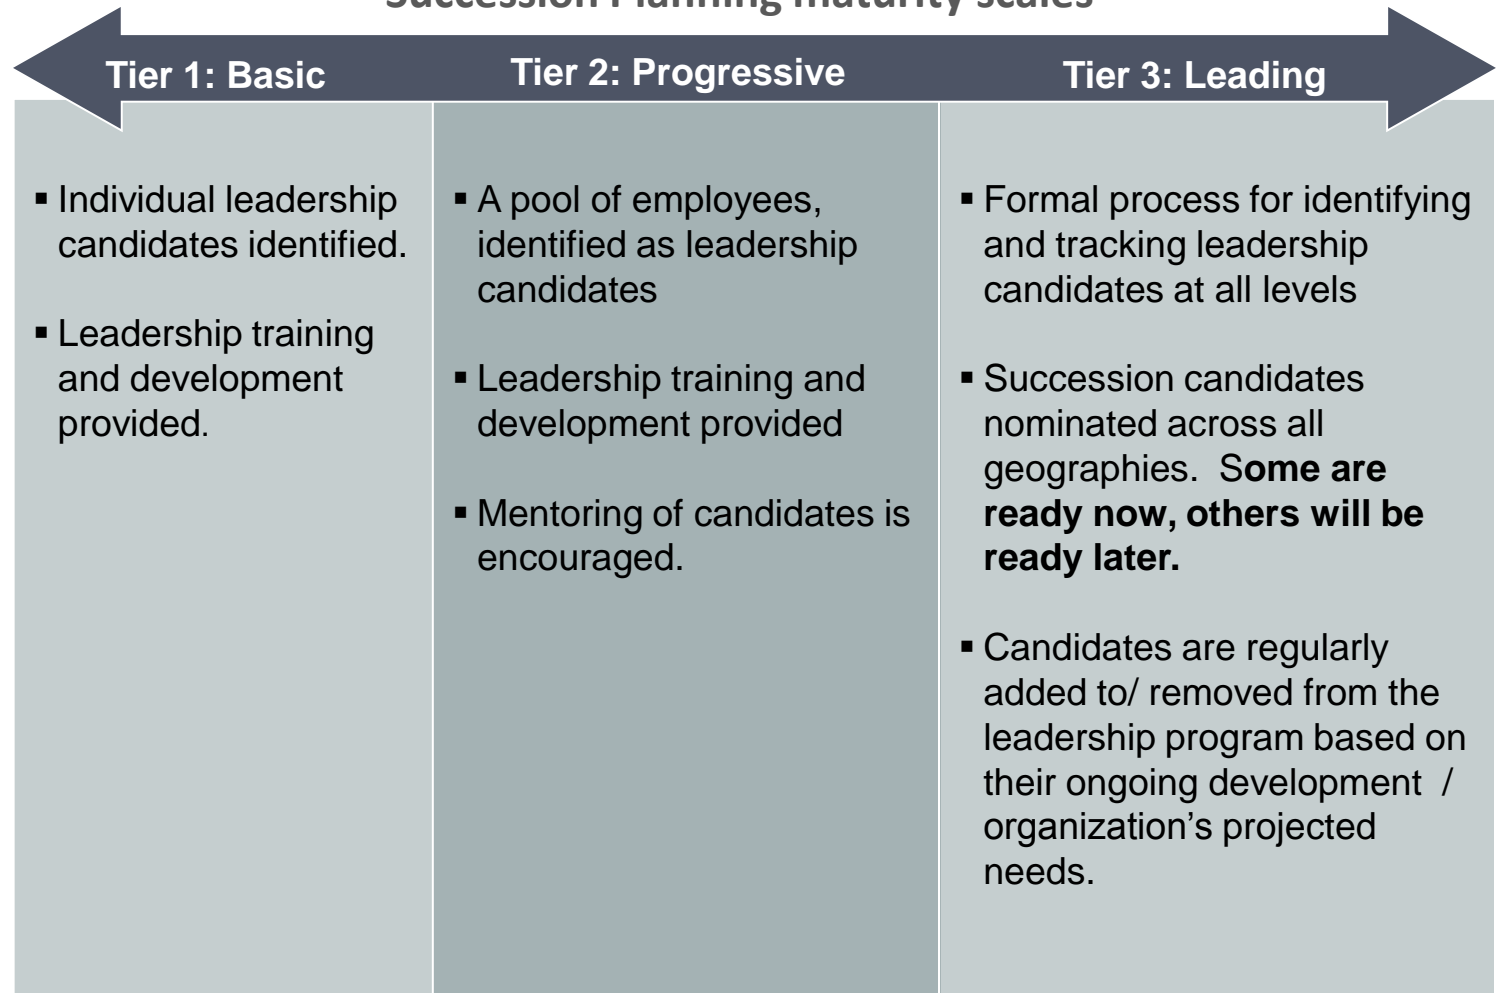 Succession Planning maturity scales
Tier 1: Basic
Tier 2: Progressive
Tier 3: Leading
▪ Individual leadership
candidates identified.
▪ Leadership training
and development
provided.
▪ A pool of employees,
identified as leadership
candidates
▪ Leadership training and
development provided
▪ Mentoring of candidates is
encouraged.
▪ Formal process for identifying
and tracking leadership
candidates at all levels
▪ Succession candidates
nominated across all
geographies.  Some are
ready now, others will be
ready later.
▪ Candidates are regularly
added to/ removed from the
leadership program based on
their ongoing development  /
organization’s projected
needs.